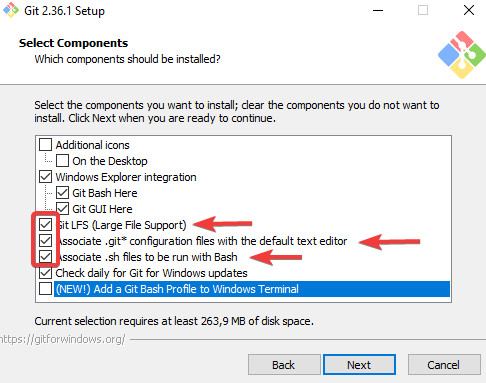 Git 2.36.1 Setup
Select Components
Which components should be installed?
Select the components you want to install; clear the components you do not want to
install. Click Next when you are ready to continue.
Additional icons
On the Desktop
Windows Explorer integration
Git Bash Here
Git GUI Here
Git LFS (Large File Support)
Associate .git* configuration files with the default text editor
Associate .sh files to be run with Bash
Check daily for Git for Windows updates
(NEW!) Add a Git Bash Profile to Windows Terminal
Current selection requires at least 263,9 MB of disk space.
https://gitforwindows.org/
Back
Next
Cancel